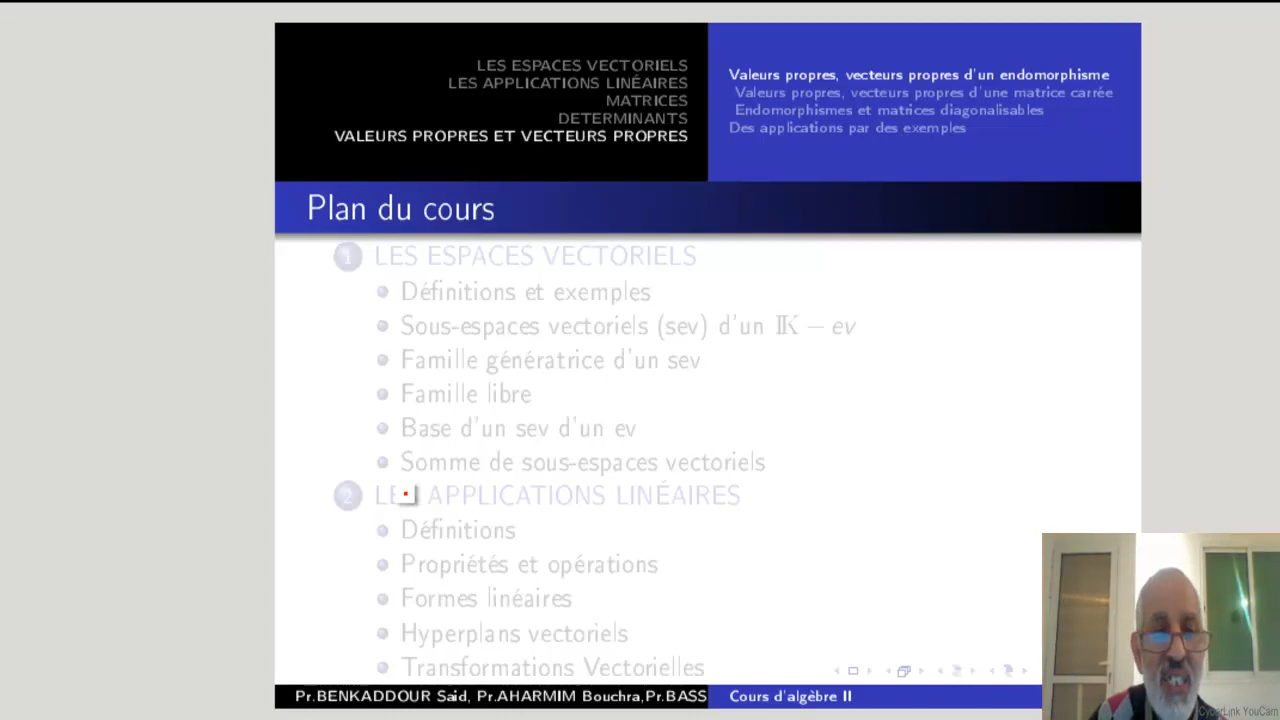 LES ESPACES VECTORIELS
LES APPLICATIONS LINÉAIRES
MATRICES
DETERMINANTS
VALEURS PROPRES ET VECTEURS PROPRES
Valeurs propres, vecteurs propres d'un endomorphisme
Valeurs propres, vecteurs propres d'une matrice carrée
Endomorphismes et matrices diagonalisables
Des applications par des exemples
Plan du cours
1 LES ESPACES VECTORIELS
Définitions et exemples
Sous-espaces vectoriels (sev) d'un 𝕂 − ev
Famille génératrice d'un sev
Famille libre
Base d'un sev d'un ev
Somme de sous-espaces vectoriels
2 LES APPLICATIONS LINÉAIRES
Définitions
Propriétés et opérations
Formes linéaires
Hyperplans vectoriels
Transformations Vectorielles
Pr.BENKADDOUR Said, Pr.AHARMIM Bouchra,Pr.BASS
Cours d'algèbre II
CyberLink YouCam